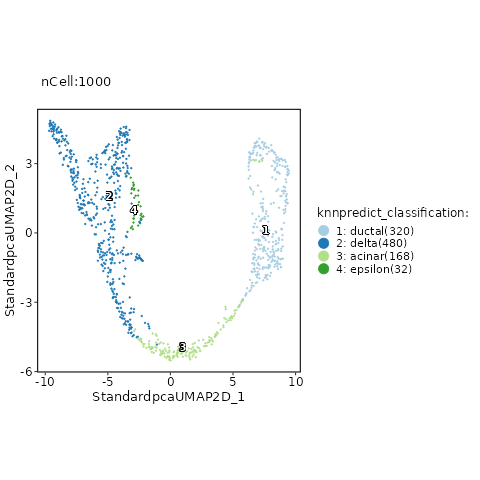 nCell:1000
StandardpcaUMAP2D_2
3
0
-3
-6
2
4
1
3
-10
-5
0
5
10
StandardpcaUMAP2D_1
knnpredict_classification:
1: ductal(320)
2: delta(480)
3: acinar(168)
4: epsilon(32)